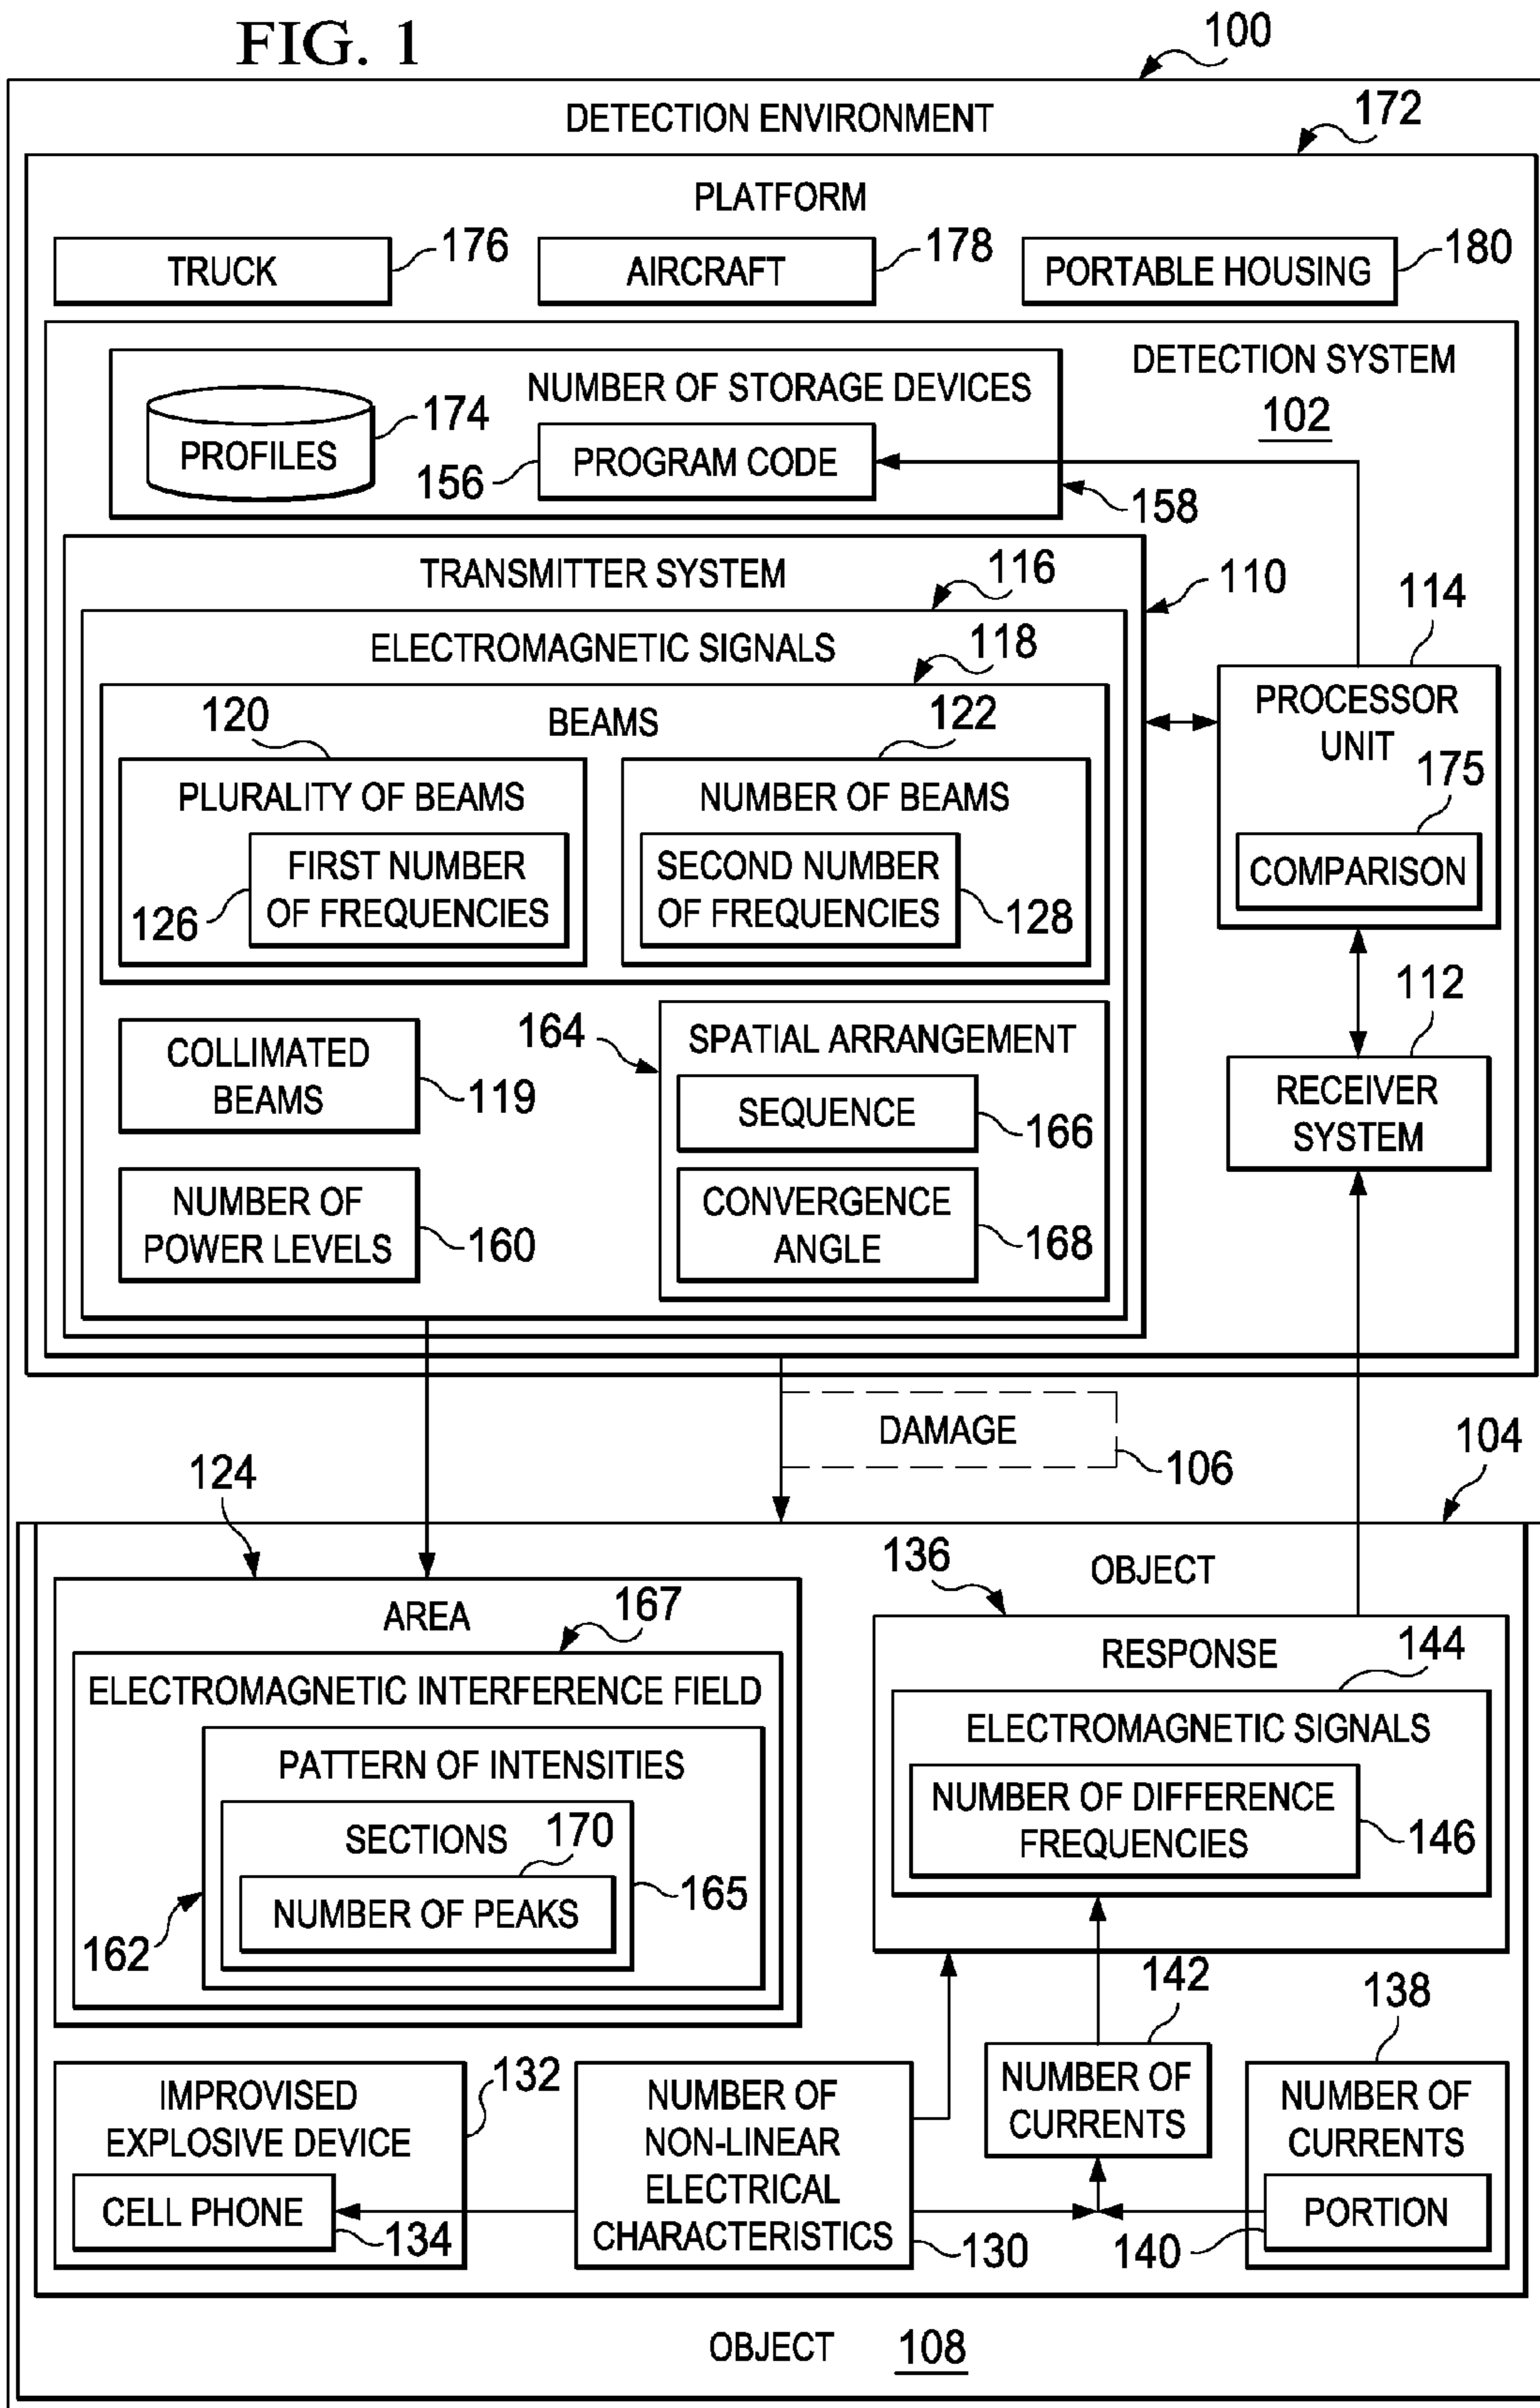 FIG. 1
100
DETECTION ENVIRONMENT
172
PLATFORM
TRUCK
176
AIRCRAFT
178
PORTABLE HOUSING
180
DETECTION SYSTEM
102
NUMBER OF STORAGE DEVICES
PROFILES
174
156
PROGRAM CODE
158
TRANSMITTER SYSTEM
116
110
ELECTROMAGNETIC SIGNALS
118
114
PROCESSOR
UNIT
175
COMPARISON
120
BEAMS
122
PLURALITY OF BEAMS
FIRST NUMBER
OF FREQUENCIES
126
NUMBER OF BEAMS
SECOND NUMBER
OF FREQUENCIES
128
112
RECEIVER
SYSTEM
COLLIMATED
BEAMS
119
164
SPATIAL ARRANGEMENT
SEQUENCE
166
NUMBER OF
POWER LEVELS
160
CONVERGENCE
ANGLE
168
DAMAGE
106
104
124
AREA
167
ELECTROMAGNETIC INTERFERENCE FIELD
PATTERN OF INTENSITIES
SECTIONS
170
NUMBER OF PEAKS
165
162
136
OBJECT
RESPONSE
144
ELECTROMAGNETIC SIGNALS
NUMBER OF DIFFERENCE
FREQUENCIES
146
142
138
IMPROVISED
EXPLOSIVE DEVICE
132
CELL PHONE
134
NUMBER OF
NON-LINEAR
ELECTRICAL
CHARACTERISTICS
130
NUMBER OF
CURRENTS
NUMBER OF
CURRENTS
PORTION
140
OBJECT
108